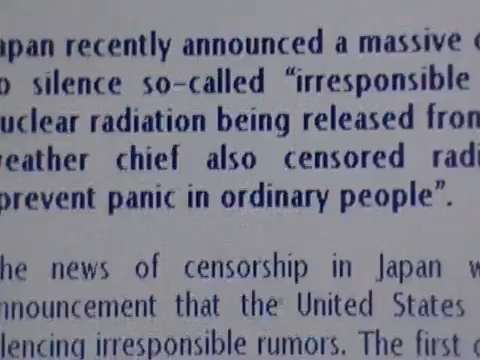 apan recently announced a massive
o silence so-called “irresponsible
uclear radiation being released from
eather chief also censored radi
prevent panic in ordinary people”.
he news of censorship in Japan w
nnouncement that the United States
lencing irresponsible rumors. The first